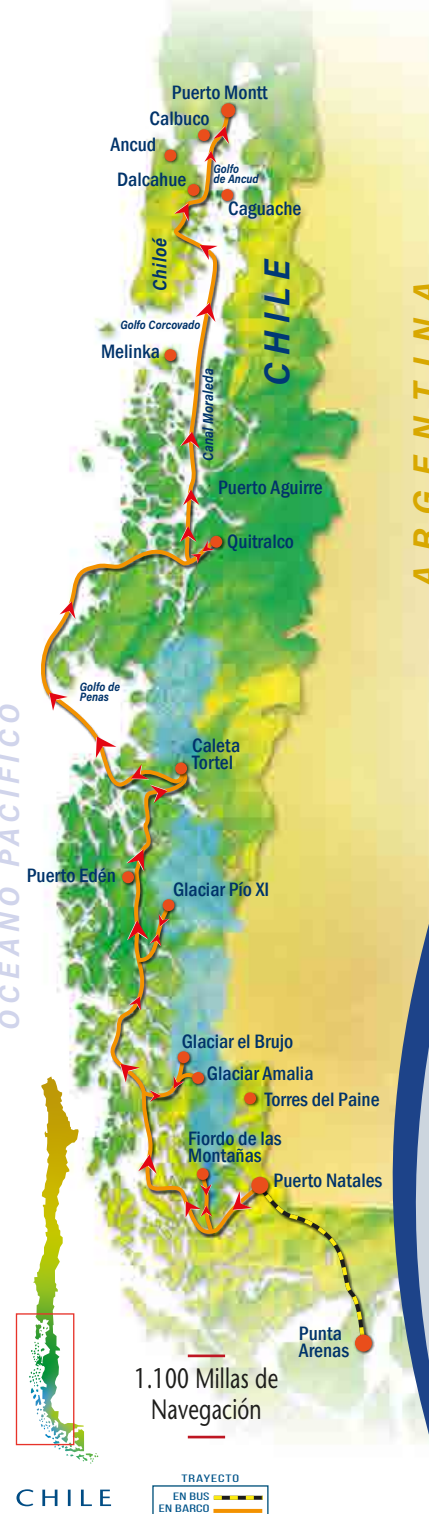 Puerto Montt
Calbuco
Ancud
Golfo
de Ancud
Dalcahue
Caguache
Chiloé
CHILE
ARGENTINA
Golfo Corcovado
Melinka
Canal Moraleda
Puerto Aguirre
Quitralco
Golfo de
Penas
OCEANO PACIFICO
Caleta
Tortel
Puerto Edén
Glaciar Pío XI
Glaciar el Brujo
Glaciar Amalia
Torres del Paine
Fiordo de las
Montañas
Puerto Natales
Punta
Arenas
1.100 Millas de
Navegación
CHILE
TRAYECTO
EN BUS
EN BARCO